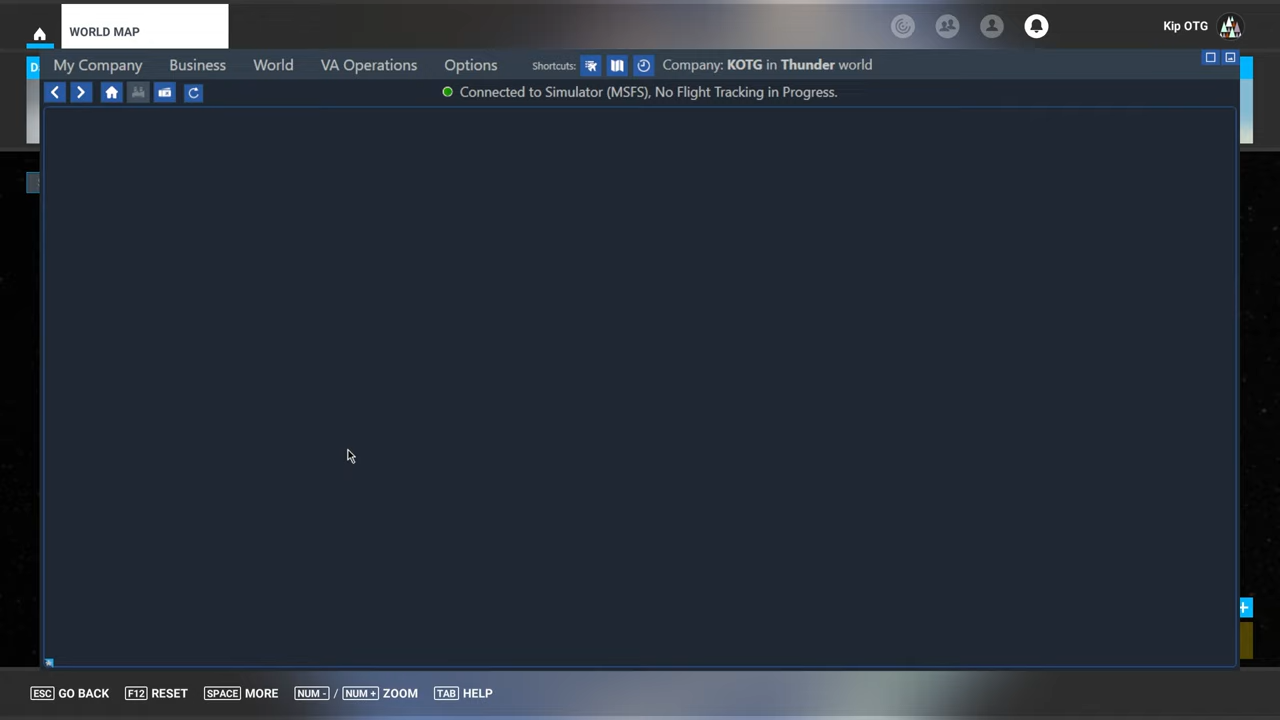 WORLD MAP
Kip OTG
My Company Business World VA Operations Options Shortcuts: Company: KOTG in Thunder world
Connected to Simulator (MSFS), No Flight Tracking in Progress.
ESC GO BACK F12 RESET SPACE MORE NUM - / NUM + ZOOM TAB HELP